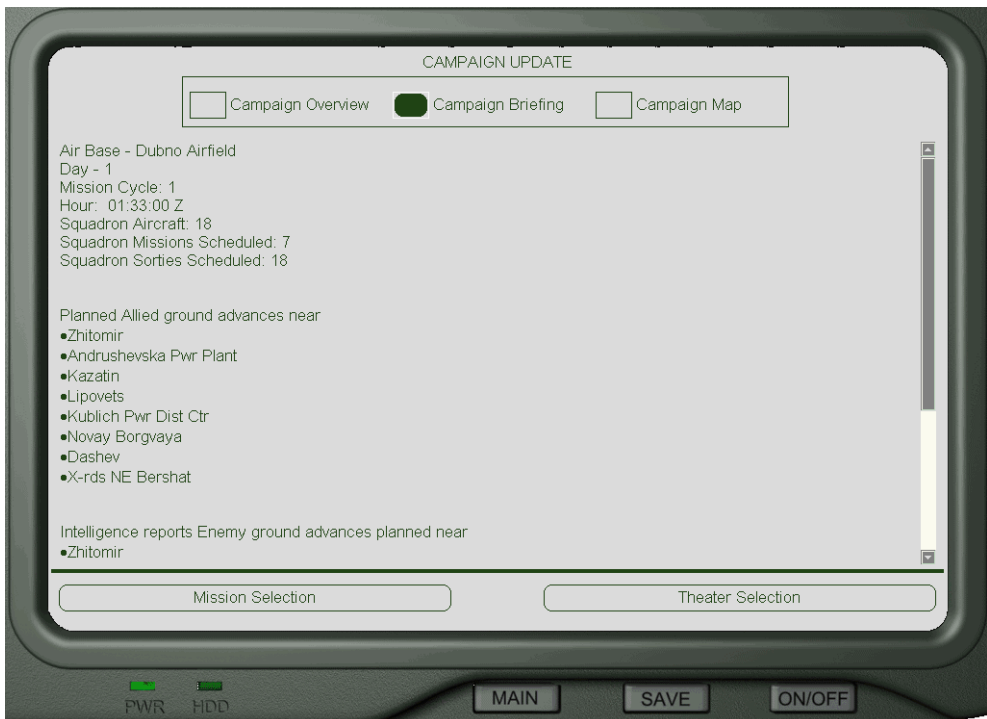 CAMPAIGN UPDATE
Campaign Overview Campaign Briefing Campaign Map
Air Base - Dubno Airfield
Day - 1
Mission Cycle: 1
Hour: 01:33:00 Z
Squadron Aircraft: 18
Squadron Missions Scheduled: 7
Squadron Sorties Scheduled: 18
Planned Allied ground advances near
•Zhitomir
•Andrushevska Pwr Plant
•Kazatin
•Lipovets
•Kublich Pwr Dist Ctr
•Novay Borgvaya
•Dashev
•X-rds NE Bershat
Intelligence reports Enemy ground advances planned near
•Zhitomir
Mission Selection Theater Selection
PWR HDD MAIN SAVE ON/OFF